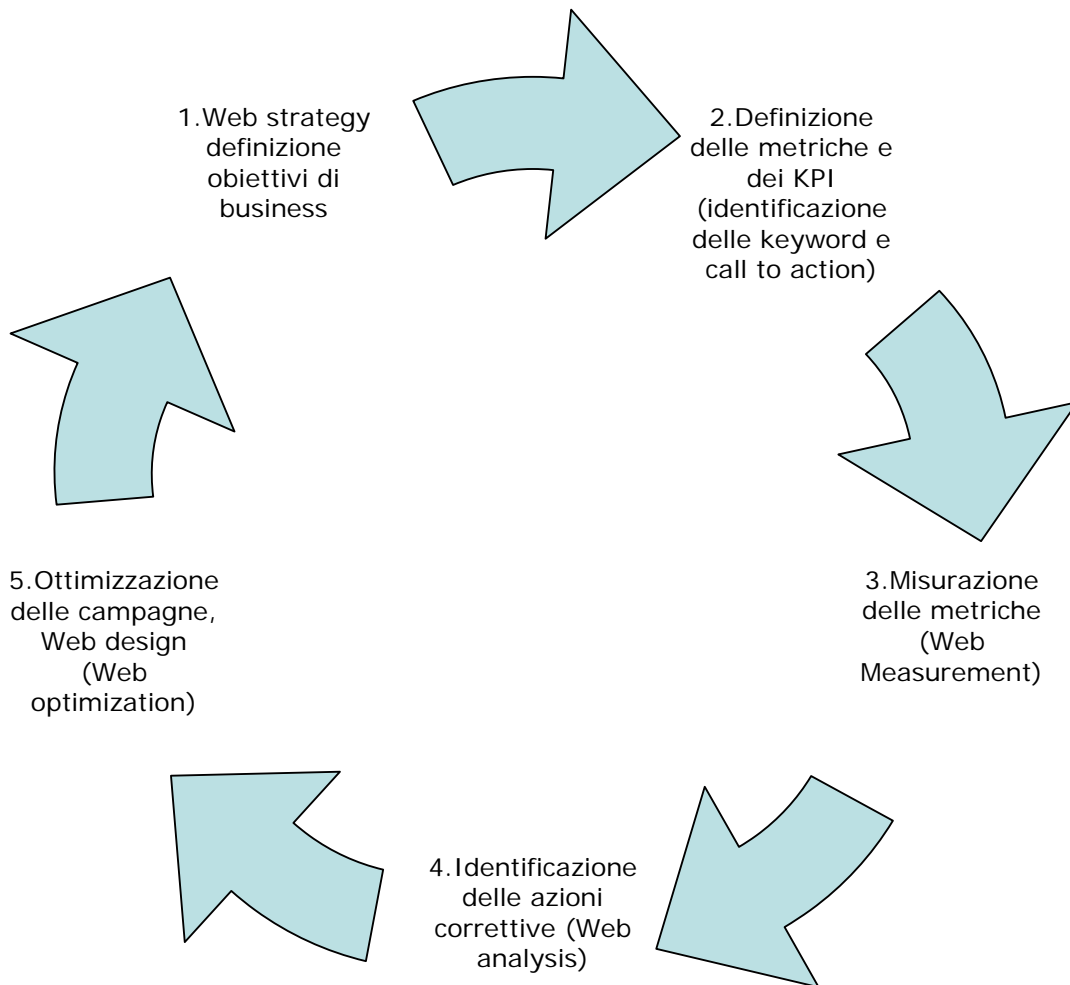 1.Web strategy
definizione
obiettivi di
business
2.Definizione
delle metriche e
dei KPI
(identificazione
delle keyword e
call to action)
3.Misurazione
delle metriche
(Web
Measurement)
4.Identificazione
delle azioni
correttive (Web
analysis)
5.Ottimizzazione
delle campagne,
Web design
(Web
optimization)